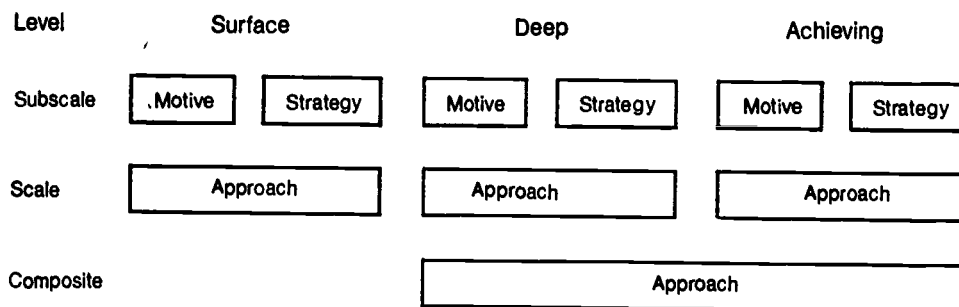 Level Surface Deep Achieving
Subscale Motive Strategy Motive Strategy Motive Strategy
Scale Approach Approach Approach
Composite Approach